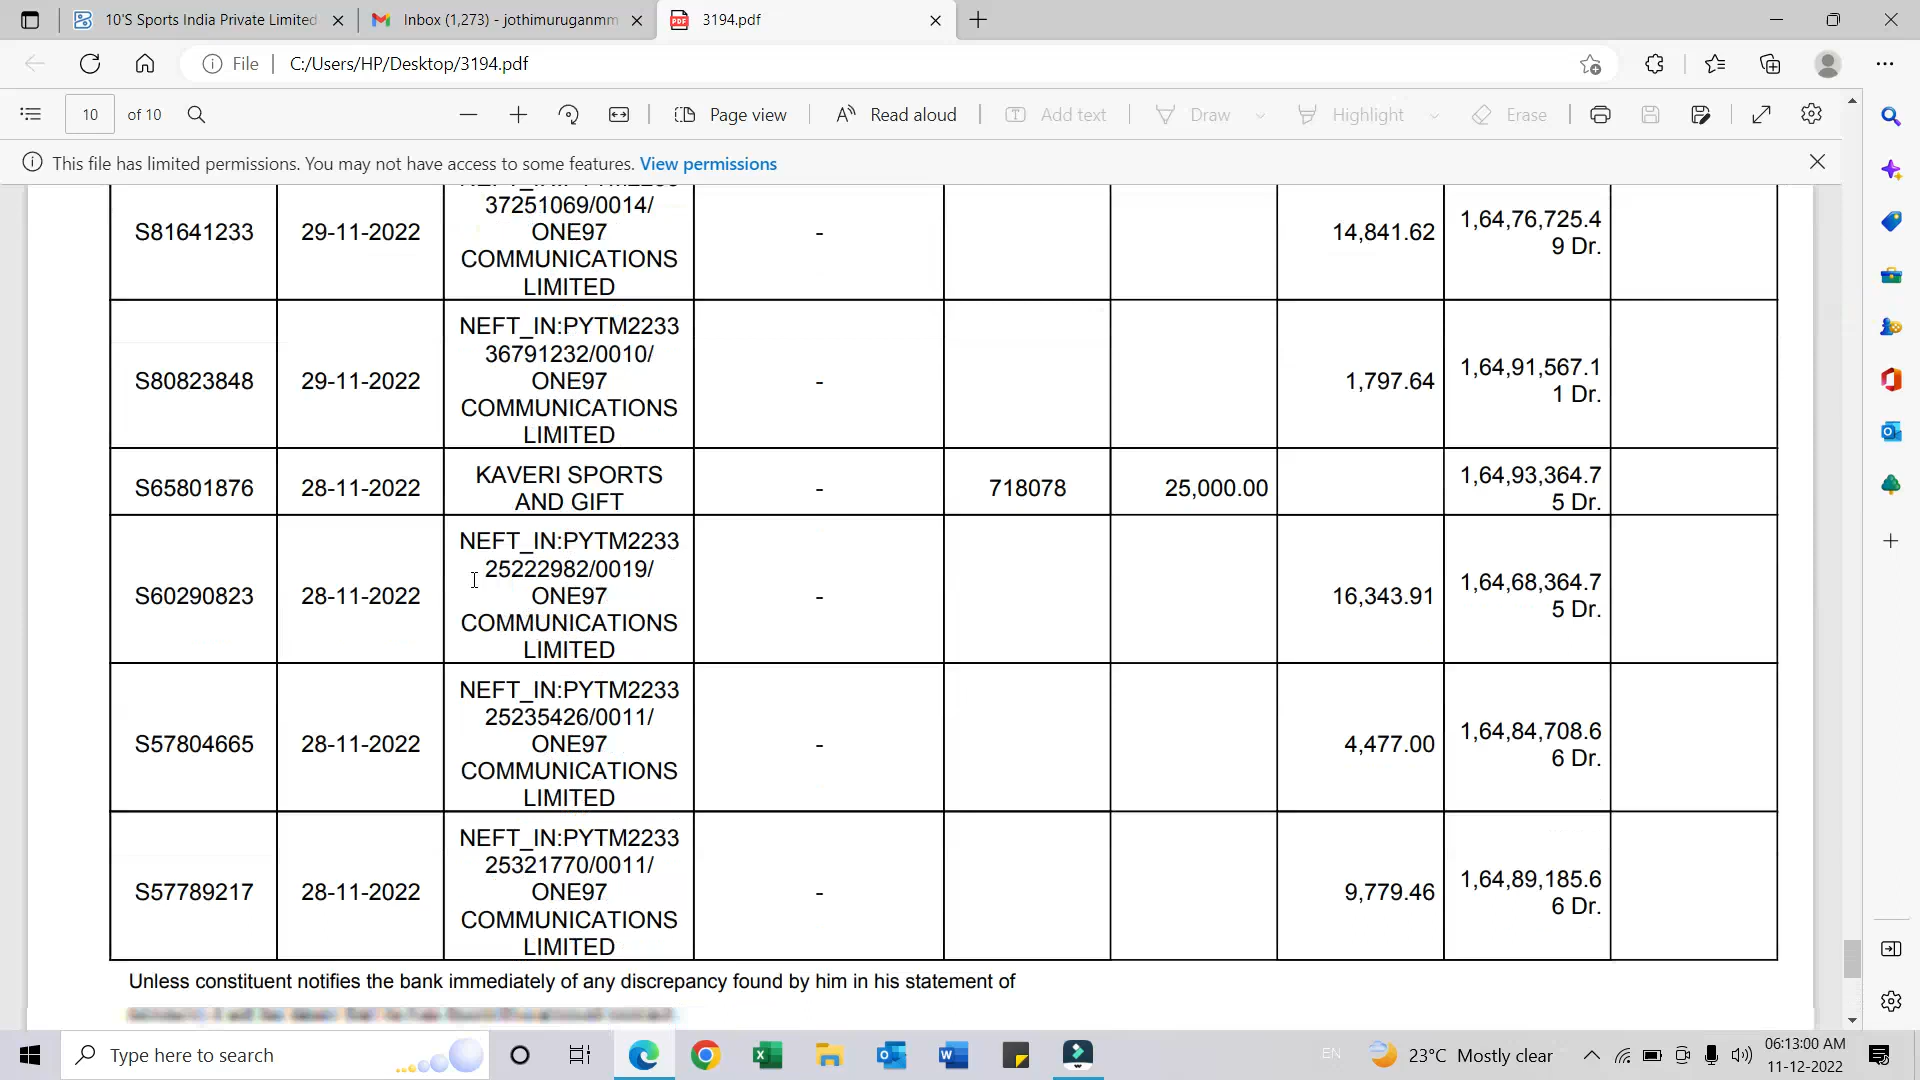 10'S Sports India Private Limited
Inbox (1,273) - jothimuruganmm
3194.pdf
File
C:/Users/HP/Desktop/3194.pdf
10 of 10
Page view
Read aloud
Add text
Draw
Highlight
Erase
This file has limited permissions. You may not have access to some features. View permissions
S81641233 29-11-2022
37251069/0014/
ONE97
COMMUNICATIONS
LIMITED
- 14,841.62
1,64,76,725.4
9 Dr.
S80823848 29-11-2022
NEFT_IN:PYTM2233
36791232/0010/
ONE97
COMMUNICATIONS
LIMITED
- 1,797.64
1,64,91,567.1
1 Dr.
S65801876 28-11-2022
KAVERI SPORTS
AND GIFT
- 718078 25,000.00
1,64,93,364.7
5 Dr.
S60290823 28-11-2022
NEFT_IN:PYTM2233
25222982/0019/
ONE97
COMMUNICATIONS
LIMITED
- 16,343.91
1,64,68,364.7
5 Dr.
S57804665 28-11-2022
NEFT_IN:PYTM2233
25235426/0011/
ONE97
COMMUNICATIONS
LIMITED
- 4,477.00
1,64,84,708.6
6 Dr.
S57789217 28-11-2022
NEFT_IN:PYTM2233
25321770/0011/
ONE97
COMMUNICATIONS
LIMITED
- 9,779.46
1,64,89,185.6
6 Dr.
Unless constituent notifies the bank immediately of any discrepancy found by him in his statement of
Type here to search
EN
23°C Mostly clear
06:13:00 AM
11-12-2022